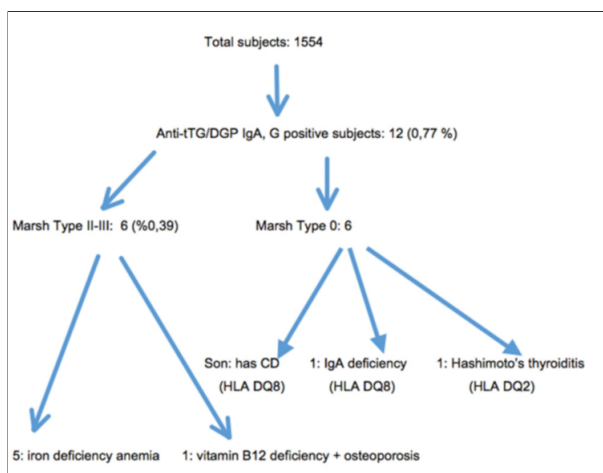 Total subjects: 1554
Anti-tTG/DGP IgA, G positive subjects: 12 (0,77 %)
Marsh Type II-III: 6 (%0,39)
Marsh Type 0: 6
Son: has CD
(HLA DQ8)
1: IgA deficiency
(HLA DQ8)
1: Hashimoto's thyroiditis
(HLA DQ2)
5: iron deficiency anemia
1: vitamin B12 deficiency + osteoporosis